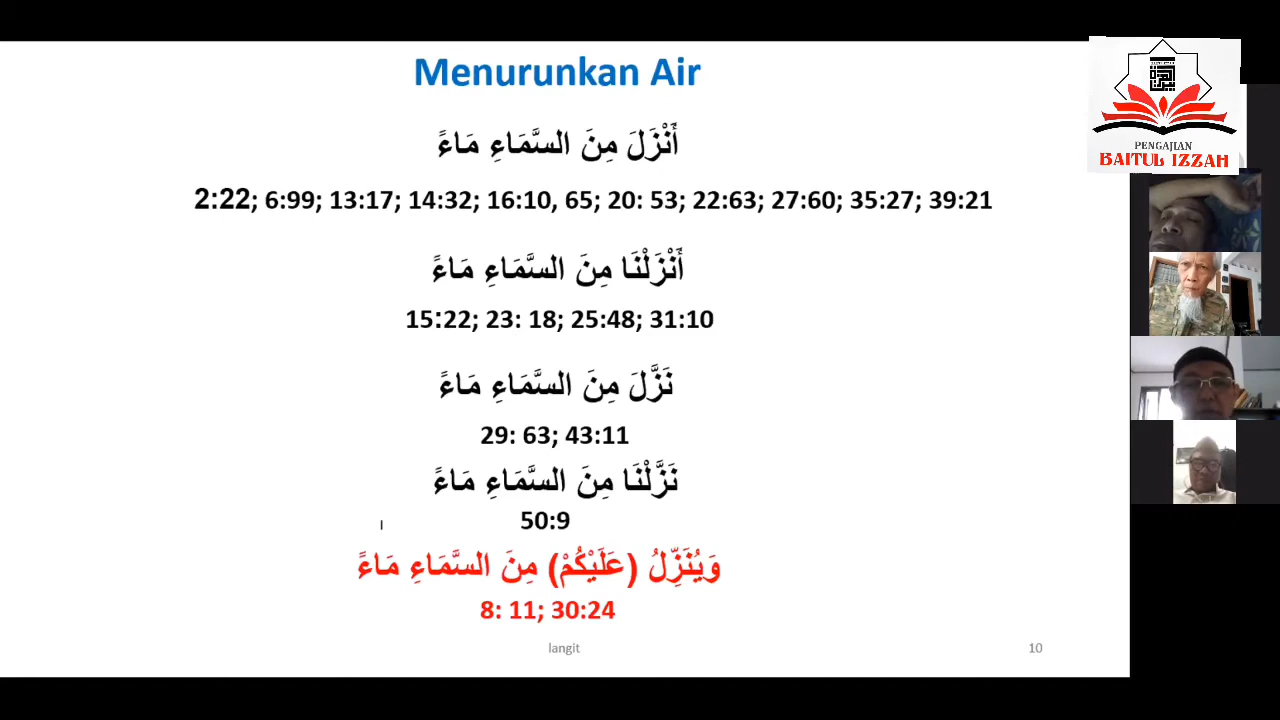 Menurunkan Air
أَنْزَلَ مِنَ السَّمَاءِ مَاءً
2:22; 6:99; 13:17; 14:32; 16:10, 65; 20: 53; 22:63; 27:60; 35:27; 39:21
أَنْزَلْنَا مِنَ السَّمَاءِ مَاءً
15:22; 23: 18; 25:48; 31:10
نَزَّلَ مِنَ السَّمَاءِ مَاءً
29: 63; 43:11
نَزَّلْنَا مِنَ السَّمَاءِ مَاءً
50:9
وَيُنَزِّلُ (عَلَيْكُمْ) مِنَ السَّمَاءِ مَاءً
8: 11; 30:24
langit
10
PENGAJIAN
BAITUL IZZAH